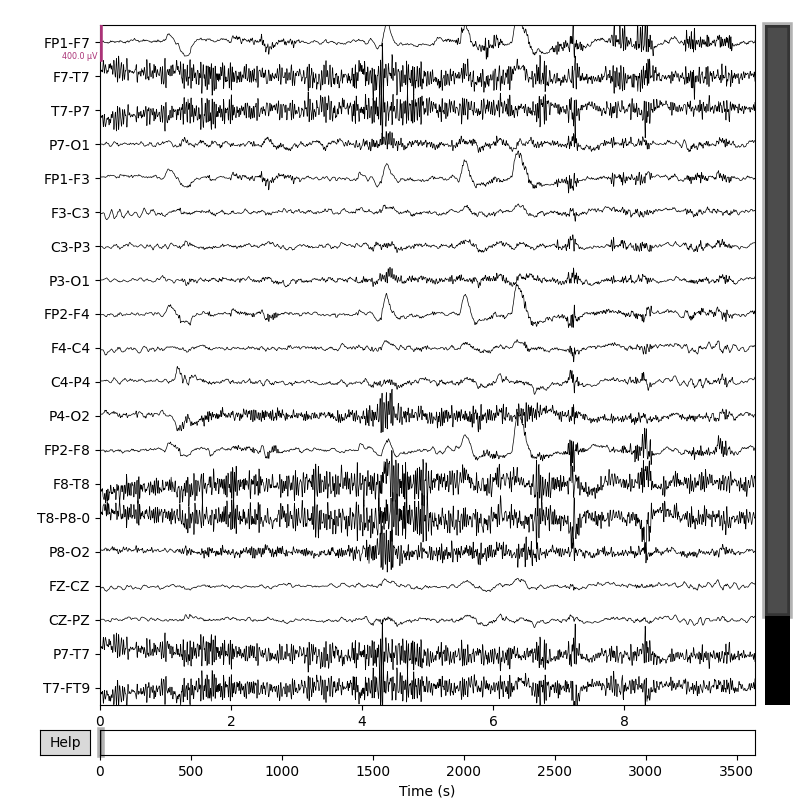 FP1-F7
400.0 µV
F7-T7
T7-P7
P7-O1
FP1-F3
F3-C3
C3-P3
P3-O1
FP2-F4
F4-C4
C4-P4
P4-O2
FP2-F8
F8-T8
T8-P8-0
P8-O2
FZ-CZ
CZ-PZ
P7-T7
T7-FT9
0 2 4 6 8
Help
0 500 1000 1500 2000 2500 3000 3500
Time (s)